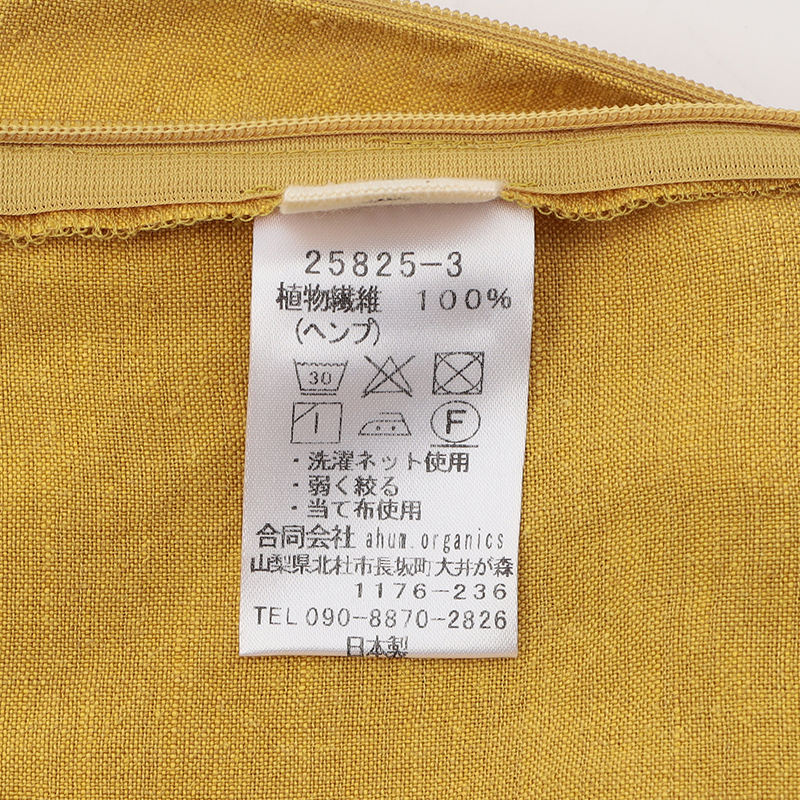 25825-3
植物繊維 100%
(ヘンプ)
30
F
・洗濯ネット使用
・弱く絞る
・当て布使用
合同会社 ahum.organics
山梨県北杜市長坂町大井が森
1176-236
TEL 090-8870-2826
日本製